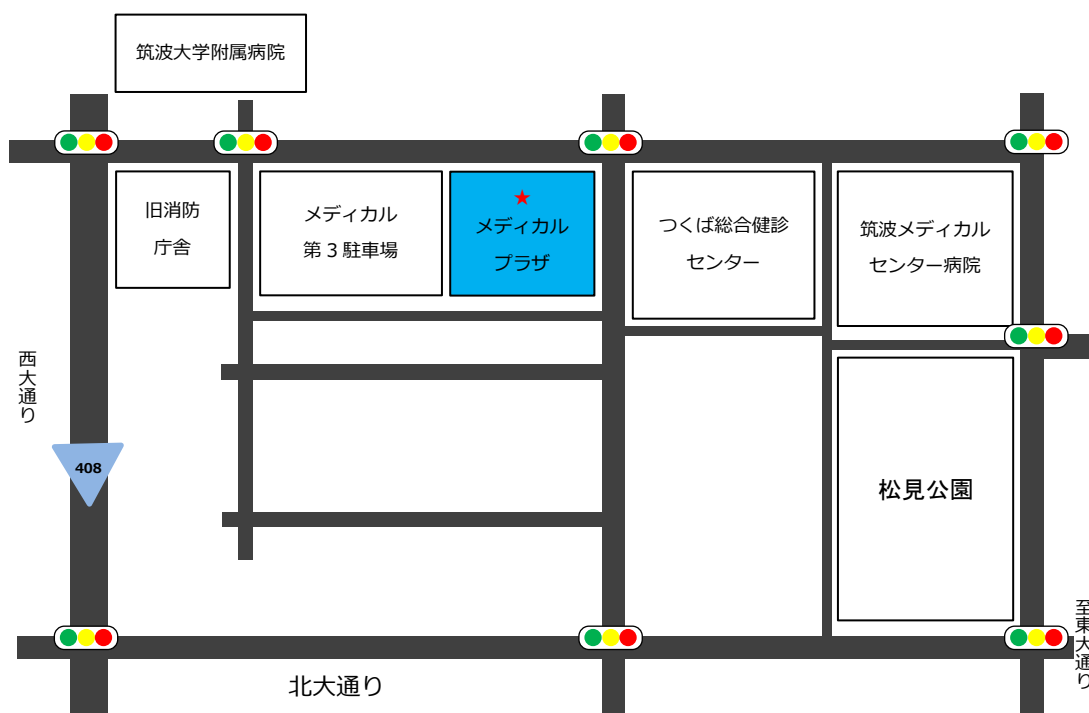 筑波大学附属病院
旧消防
庁舎
メディカル
第3駐車場
★
メディカル
プラザ
つくば総合健診
センター
筑波メディカル
センター病院
西大通り
408
松見公園
至東大通り
北大通り